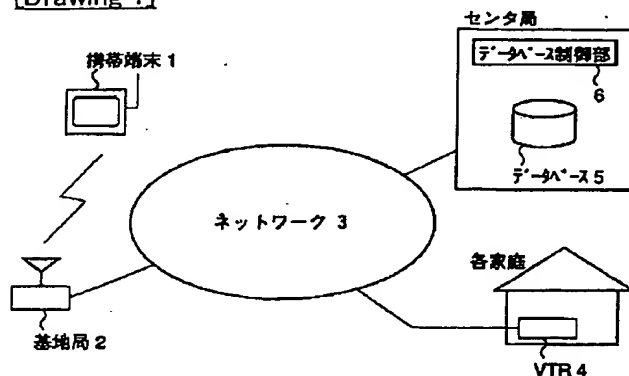 [Drawing 1]
センタ局
データベース制御部
6
データベース 5
携帯端末 1
ネットワーク 3
基地局 2
各家庭
VTR 4